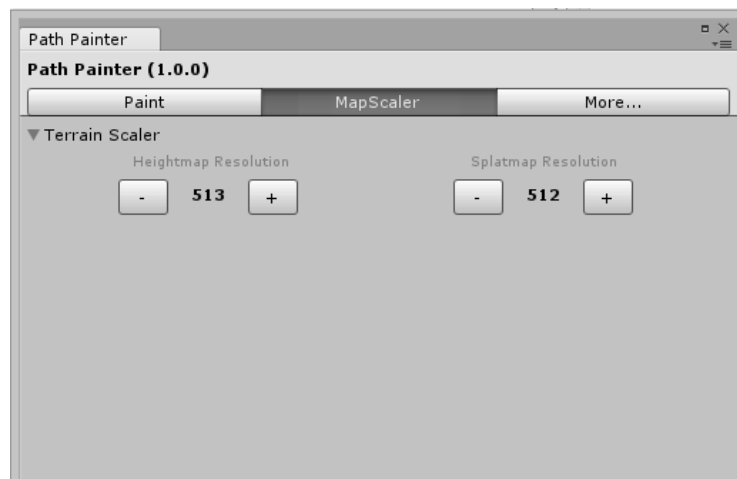 Path Painter
Path Painter (1.0.0)
Paint MapScaler More...
Terrain Scaler
Heightmap Resolution Splatmap Resolution
- 513 + - 512 +